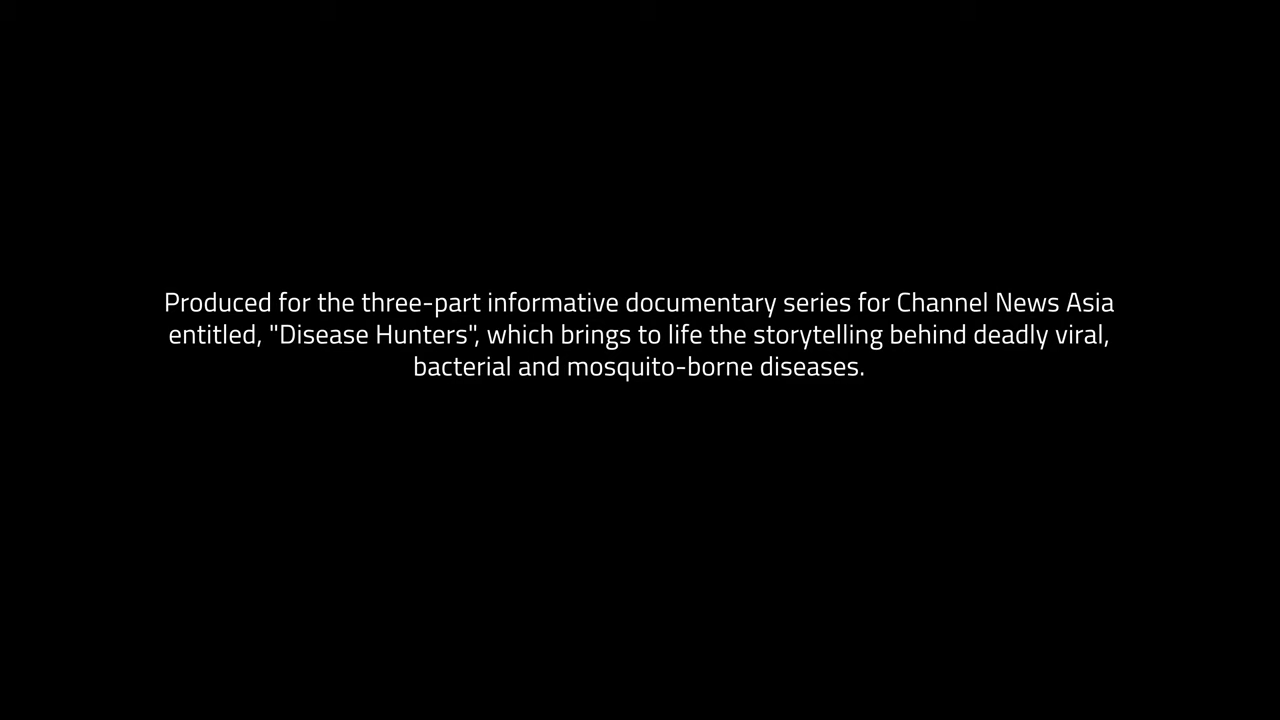 Produced for the three-part informative documentary series for Channel News Asia
entitled, "Disease Hunters", which brings to life the storytelling behind deadly viral,
bacterial and mosquito-borne diseases.